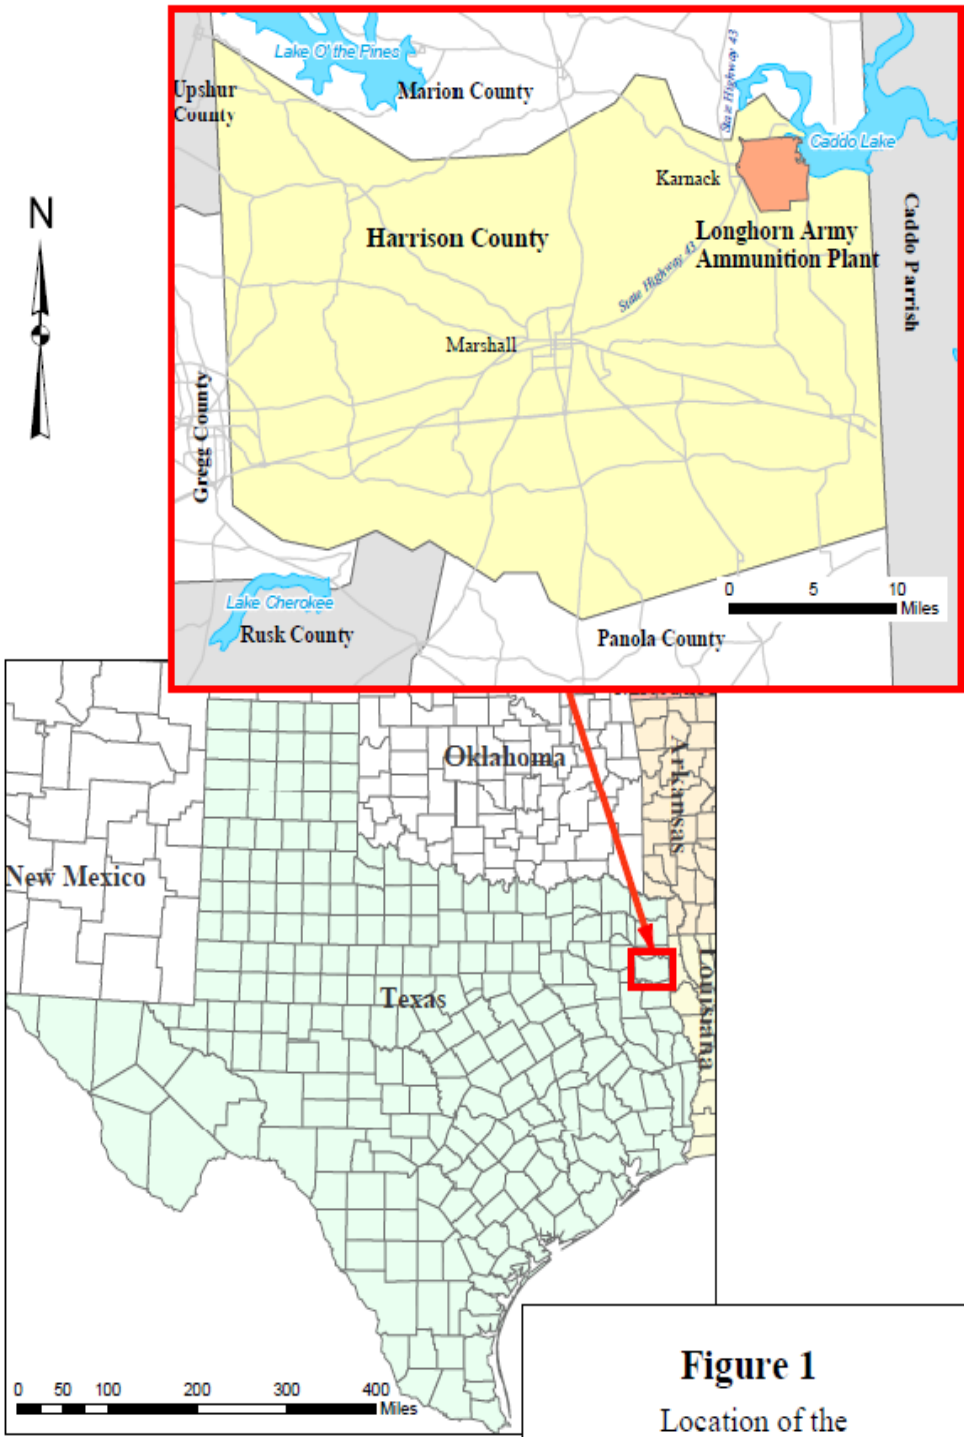 Lake O' the Pines
Upshur
County
Marion County
State Highway 43
Caddo Lake
Karnack
Harrison County
Longhorn Army
Ammunition Plant
State Highway 43
Caddo Parrish
N
Marshall
Gregg County
Lake Cherokee
Rusk County
0 5 10
Miles
Panola County
Oklahoma
Arkansas
New Mexico
Texas
Louisiana
0 50 100 200 300 400
Miles
Figure 1
Location of the